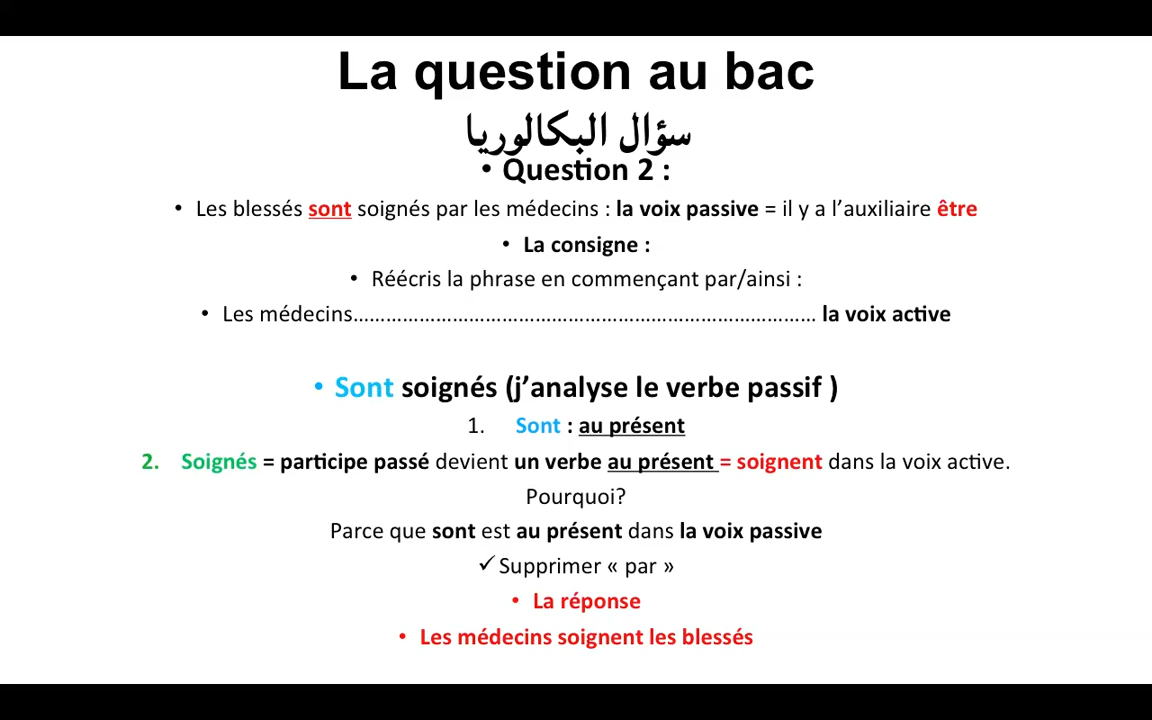 La question au bac
سؤال البكالوريا
• Question 2 :
• Les blessés sont soignés par les médecins : la voix passive = il y a l’auxiliaire être
• La consigne :
• Réécris la phrase en commençant par/ainsi :
• Les médecins…………………………………………………………………… la voix active
• Sont soignés (j’analyse le verbe passif )
1. Sont : au présent
2. Soignés = participe passé devient un verbe au présent = soignent dans la voix active.
Pourquoi?
Parce que sont est au présent dans la voix passive
✓ Supprimer « par »
• La réponse
• Les médecins soignent les blessés